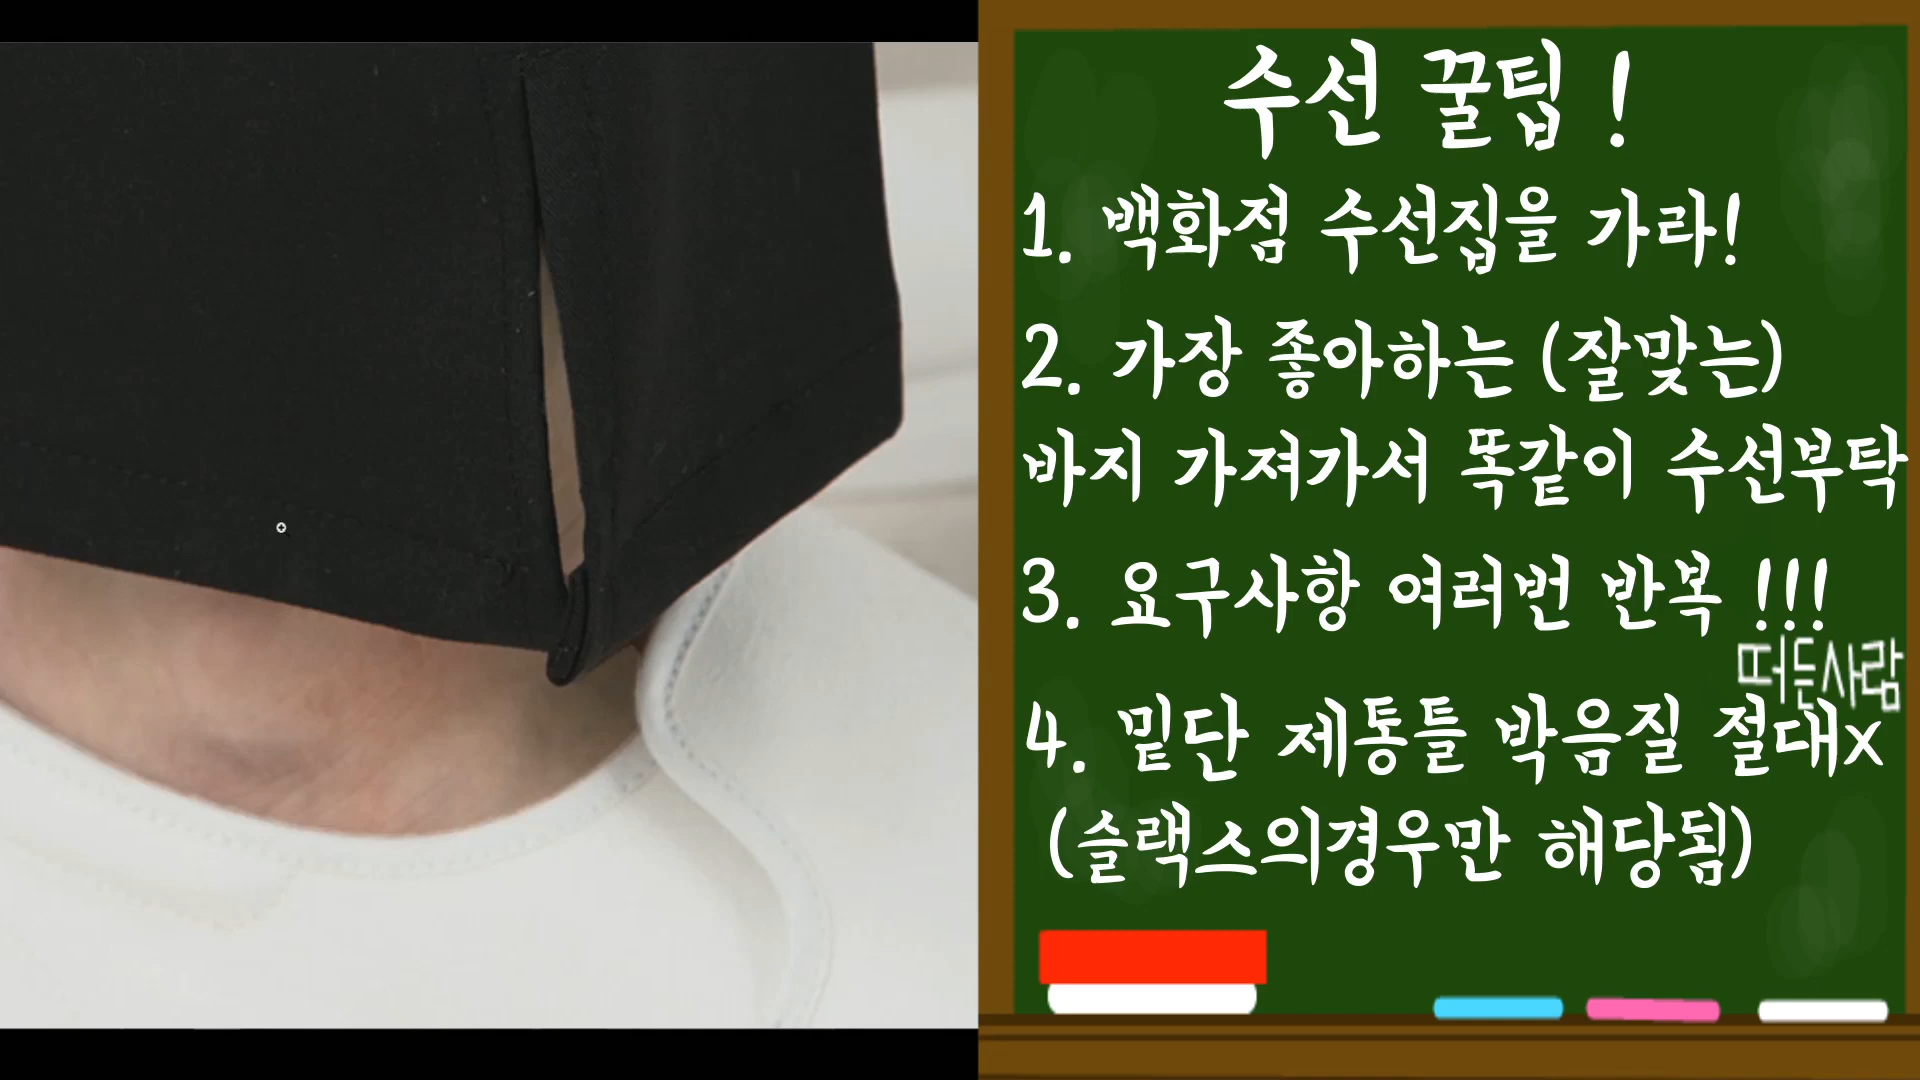 수선 꿀팁 !
1. 백화점 수선집을 가라!
2. 가장 좋아하는 (잘맞는)
바지 가져가서 똑같이 수선부탁
3. 요구사항 여러번 반복 !!!
떠든사람
4. 밑단 제통틀 박음질 절대x
(슬랙스의경우만 해당됨)